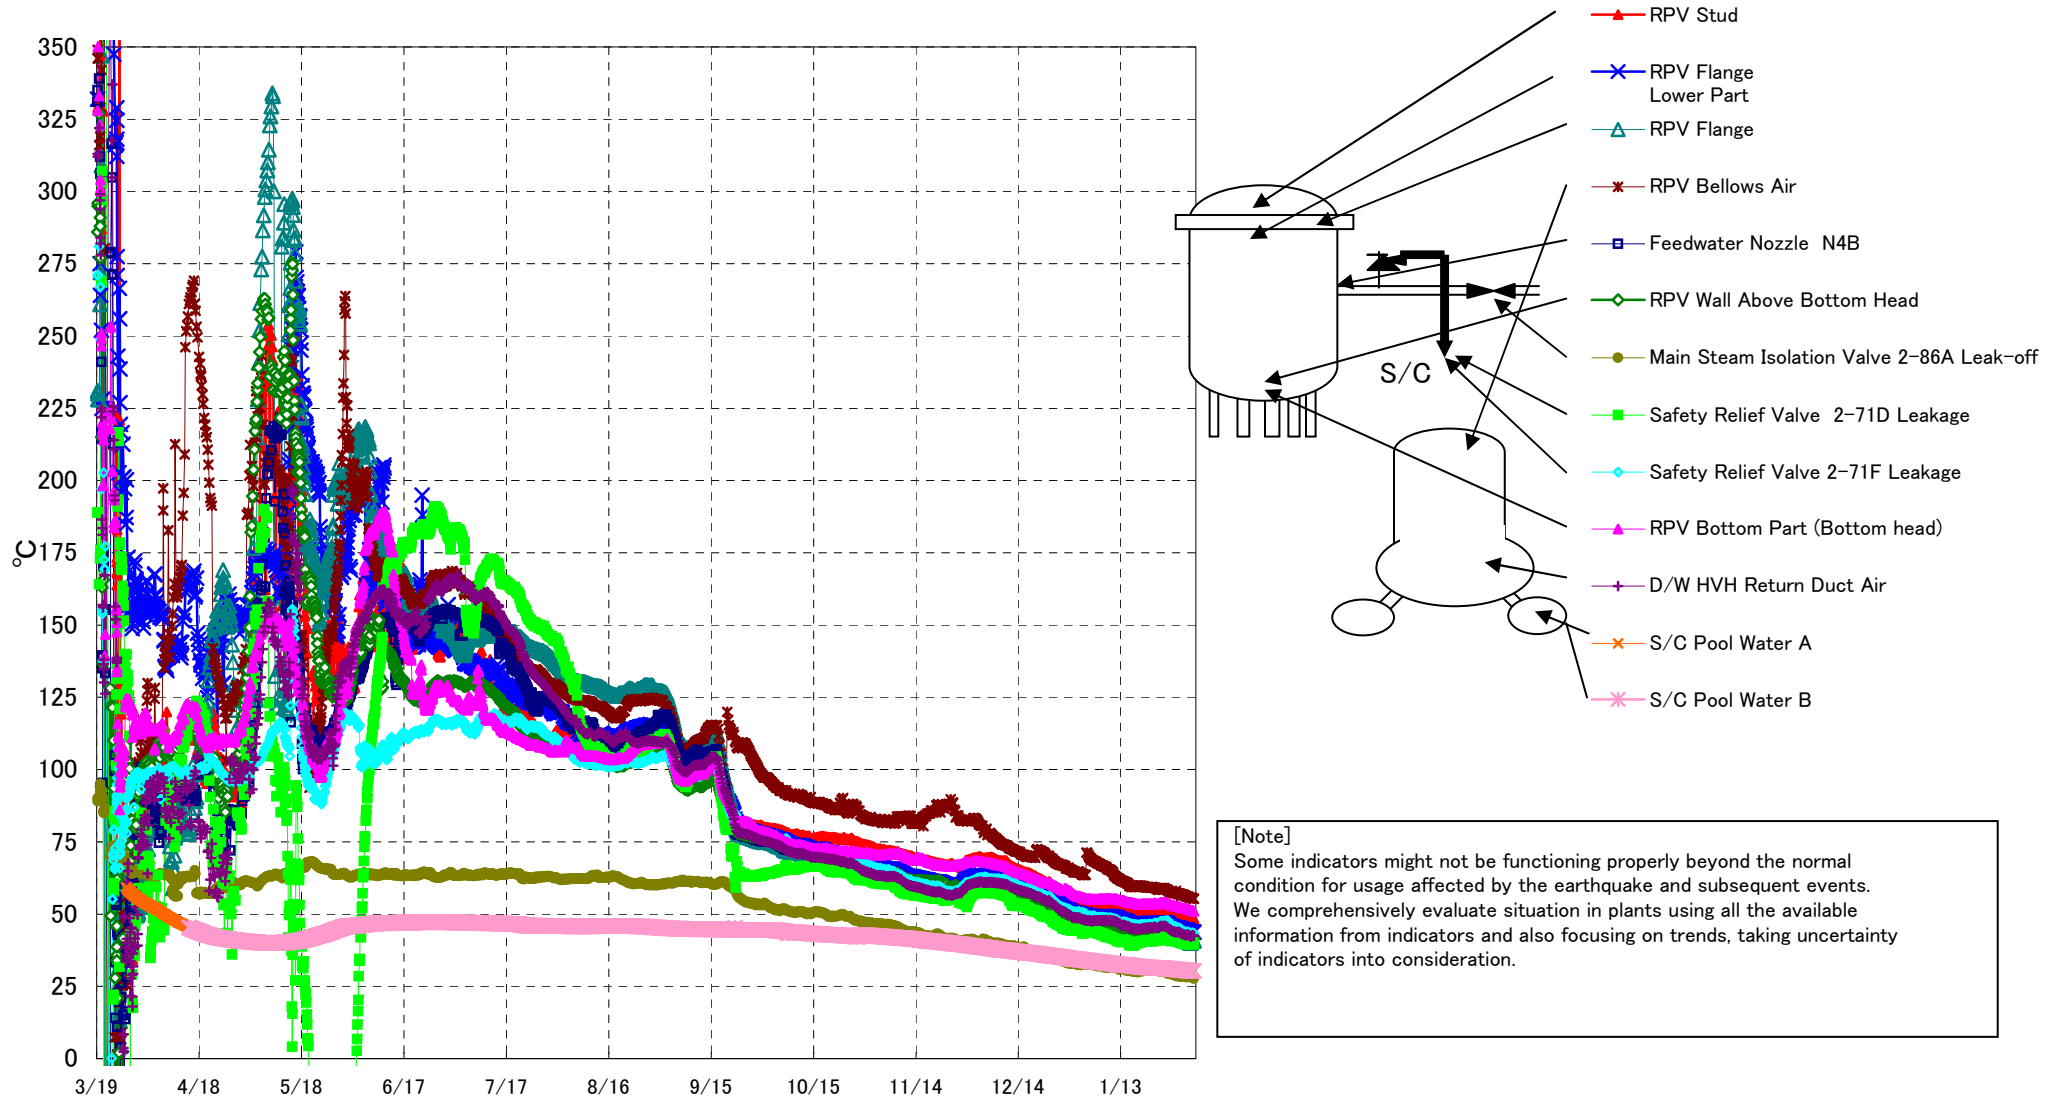 350
325
300
275
250
225
200
175
150
125
100
75
50
25
0
℃
3/19 4/18 5/18 6/17 7/17 8/16 9/15 10/15 11/14 12/14 1/13
RPV Stud
RPV Flange
Lower Part
RPV Flange
RPV Bellows Air
Feedwater Nozzle N4B
RPV Wall Above Bottom Head
Main Steam Isolation Valve 2-86A Leak-off
Safety Relief Valve 2-71D Leakage
Safety Relief Valve 2-71F Leakage
RPV Bottom Part (Bottom head)
D/W HVH Return Duct Air
S/C Pool Water A
S/C Pool Water B
S/C
[Note]
Some indicators might not be functioning properly beyond the normal
condition for usage affected by the earthquake and subsequent events.
We comprehensively evaluate situation in plants using all the available
information from indicators and also focusing on trends, taking uncertainty
of indicators into consideration.